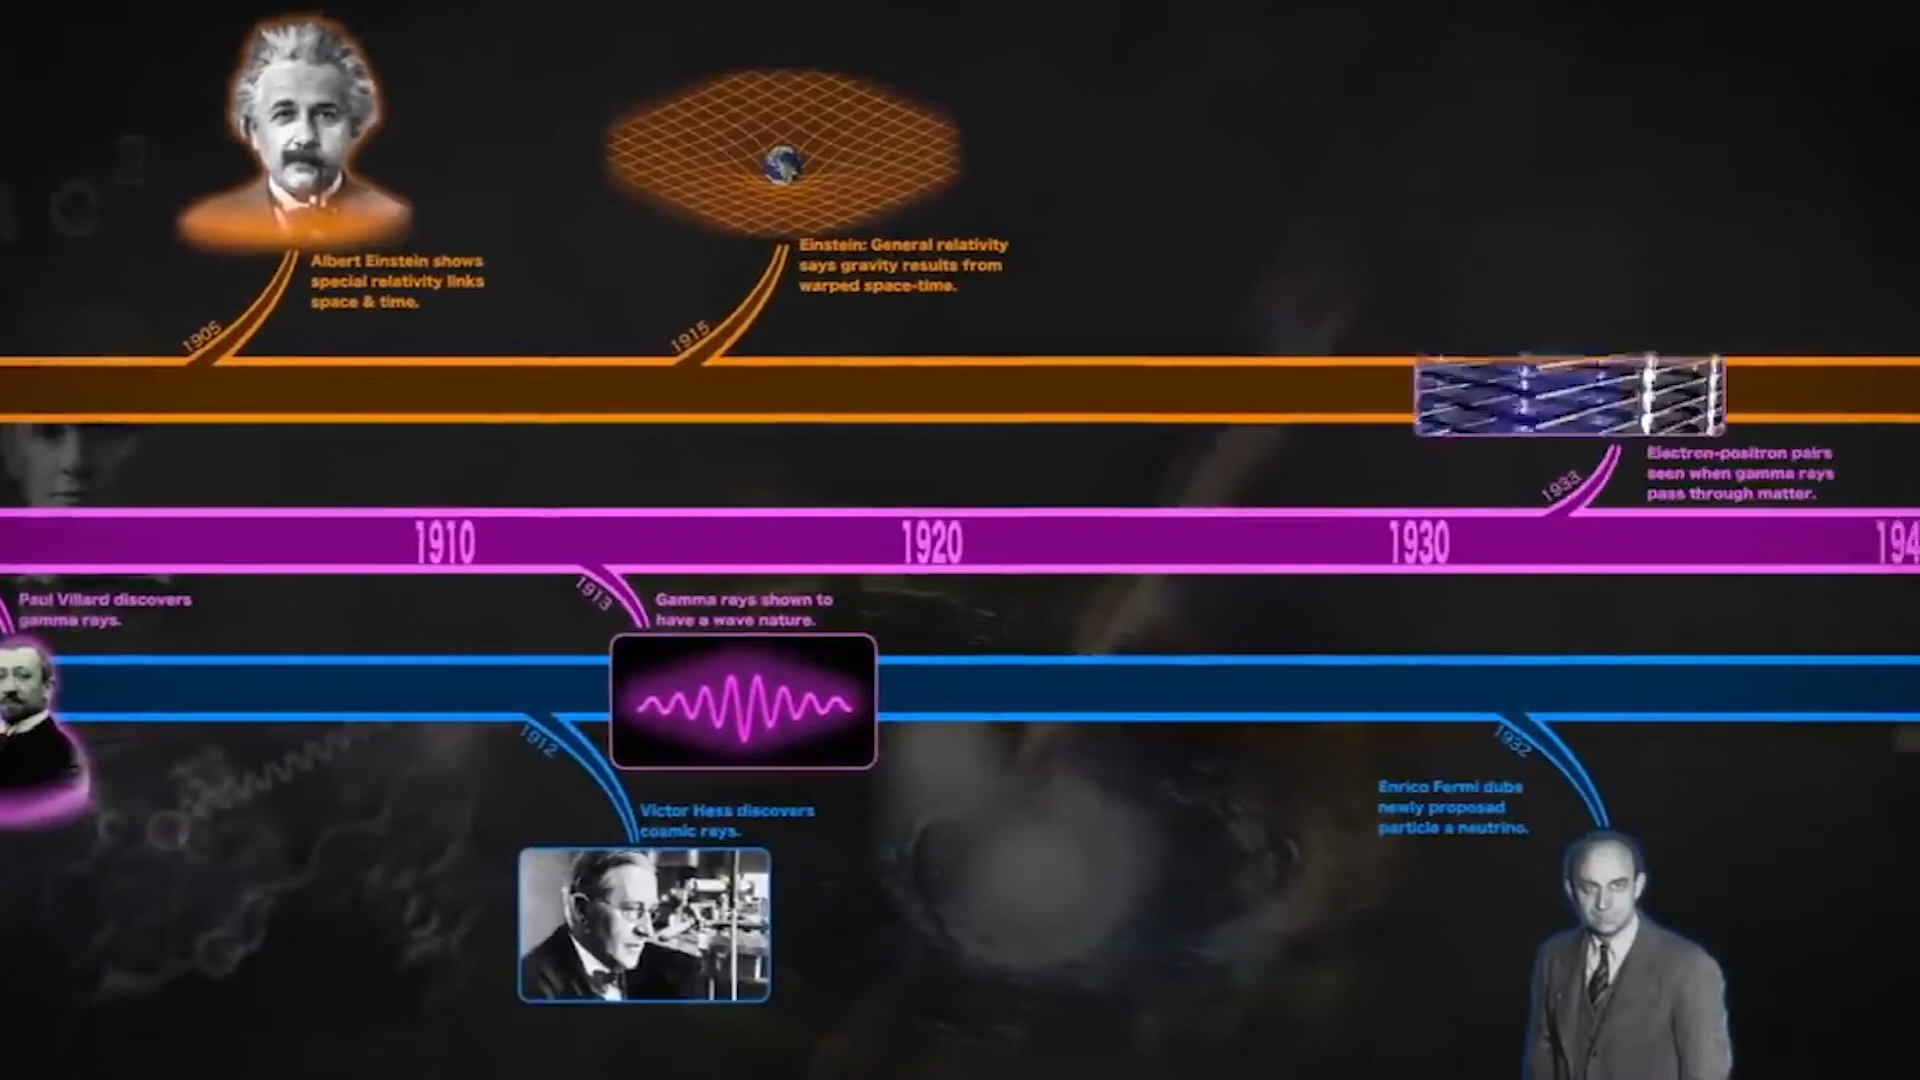 Albert Einstein shows
special relativity links
space & time.
1905
Einstein: General relativity
says gravity results from
warped space-time.
1915
Electron-positron pairs
seen when gamma rays
pass through matter.
1933
1910
1920
1930
194
Paul Villard discovers
gamma rays.
1913
Gamma rays shown to
have a wave nature.
1912
Victor Hess discovers
cosmic rays.
1932
Enrico Fermi dubs
newly proposed
particle a neutrino.